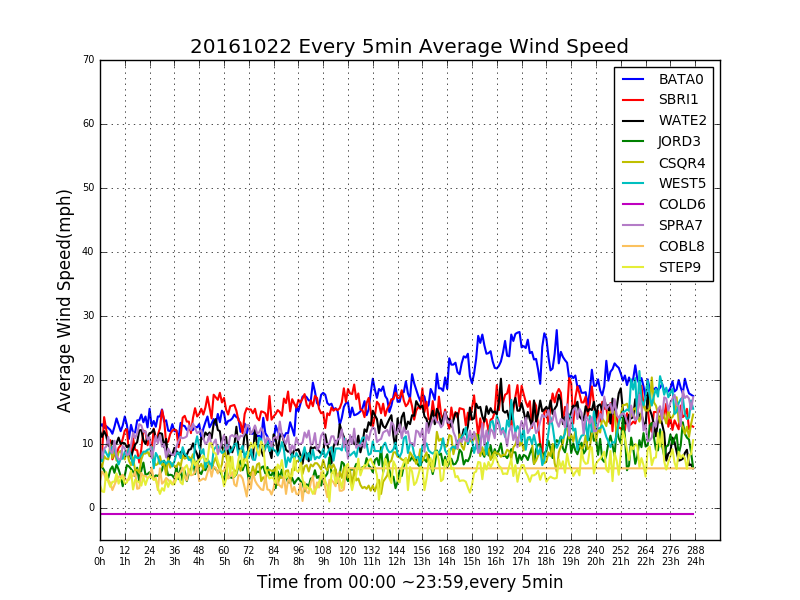 20161022 Every 5min Average Wind Speed
70
60
50
40
30
20
10
0
Average Wind Speed(mph)
BATA0
SBRI1
WATE2
JORD3
CSQR4
WEST5
COLD6
SPRA7
COBL8
STEP9
0 12 24 36 48 60 72 84 96 108 120 132 144 156 168 180 192 204 216 228 240 252 264 276 288
0h 1h 2h 3h 4h 5h 6h 7h 8h 9h 10h 11h 12h 13h 14h 15h 16h 17h 18h 19h 20h 21h 22h 23h 24h
Time from 00:00 ~23:59,every 5min